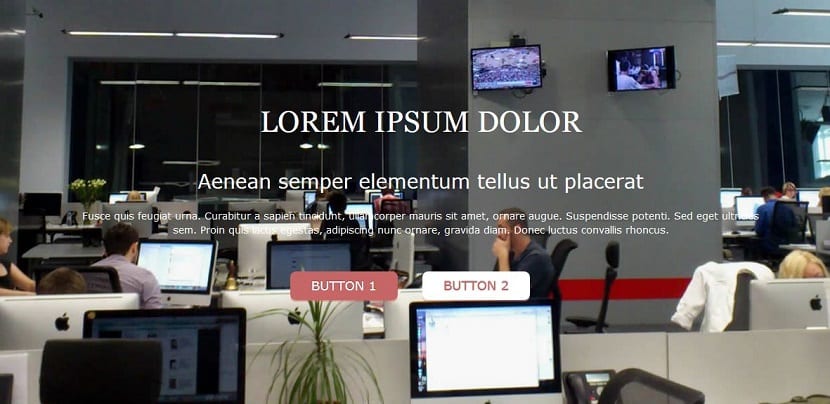 LOREM IPSUM DOLOR
Aenean semper elementum tellus ut placerat
Fusce quis feugiat urna. Curabitur a sapien tincidunt, ullamcorper mauris sit amet, ornare augue. Suspendisse potenti. Sed eget ultricies
sem. Proin quis lacus egestas, adipiscing nunc ornare, gravida diam. Donec luctus convallis rhoncus.
BUTTON 1
BUTTON 2